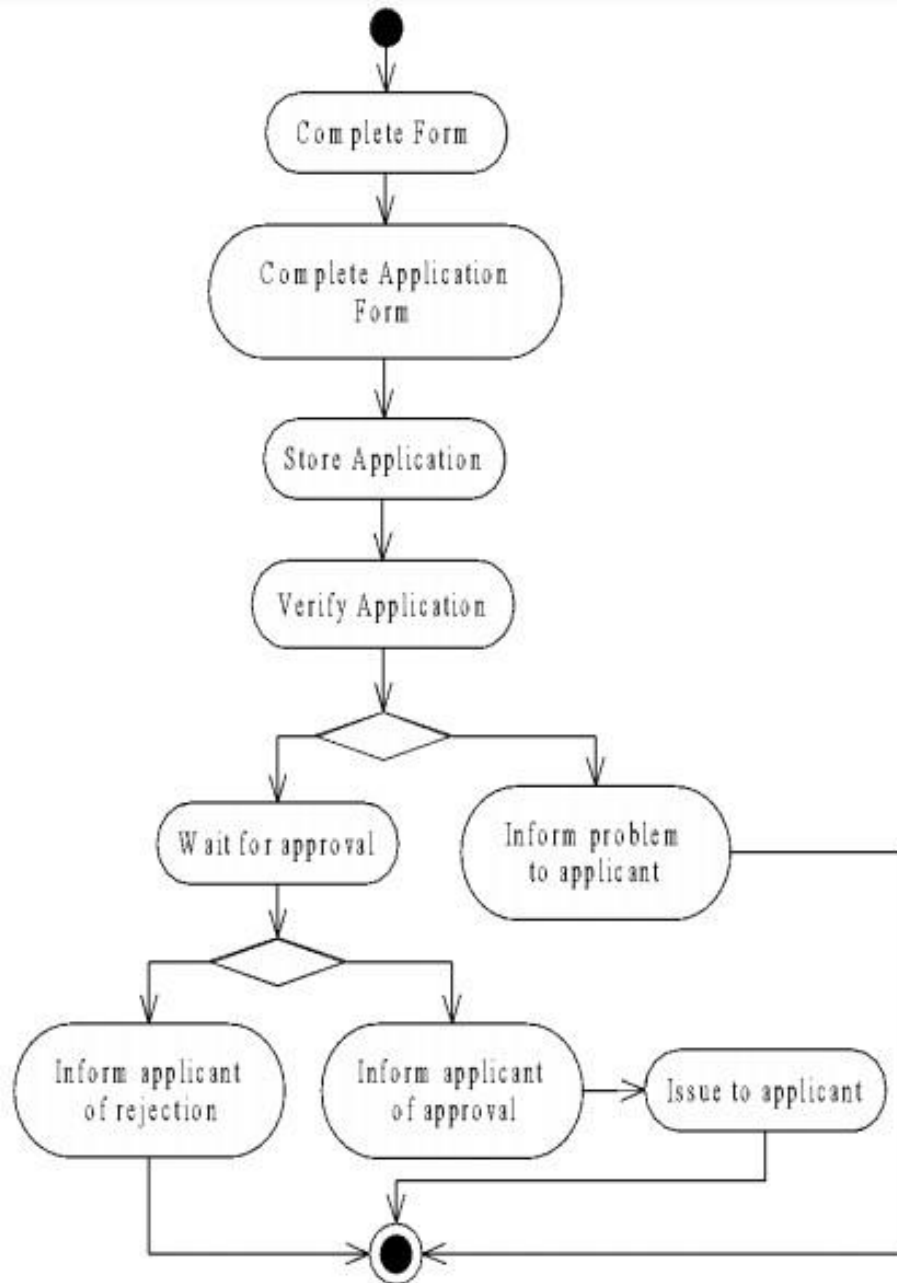 Complete Form
Complete Application
Form
Store Application
Verify Application
Wait for approval
Inform problem
to applicant
Inform applicant
of rejection
Inform applicant
of approval
Issue to applicant